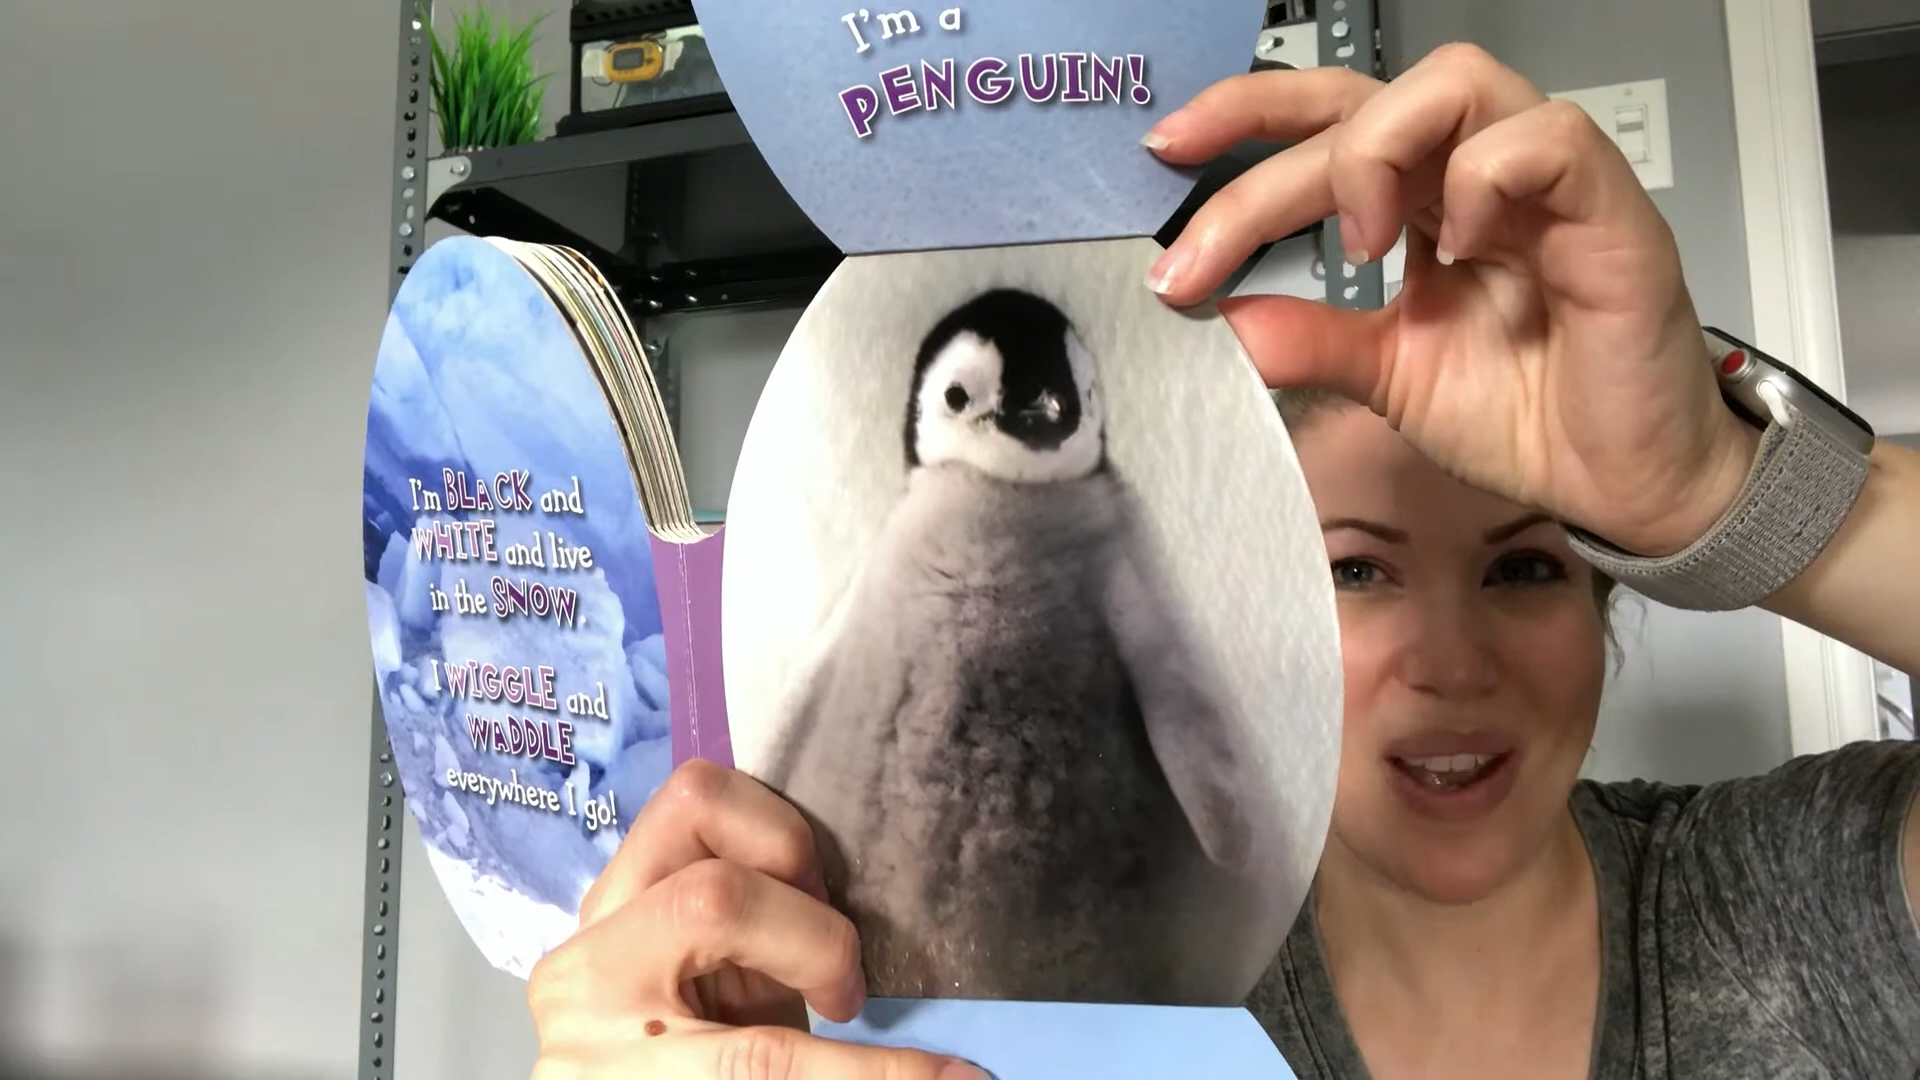 I'm BLACK and
WHITE and live
in the SNOW.
I WIGGLE and
WADDLE
everywhere I go!
I'm a
PENGUIN!